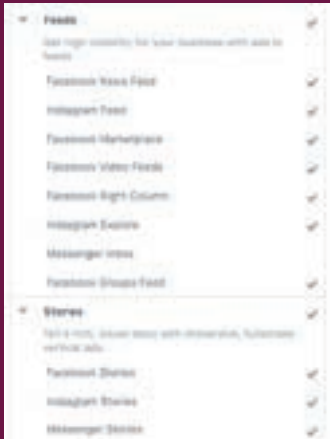 Feeds
Get high visibility for your business with ads in
feeds
Facebook News Feed
Instagram Feed
Facebook Marketplace
Facebook Video Feeds
Facebook Right Column
Instagram Explore
Messenger Inbox
Facebook Groups Feed
Stories
Tell a rich, visual story with immersive, fullscreen
vertical ads
Facebook Stories
Instagram Stories
Messenger Stories